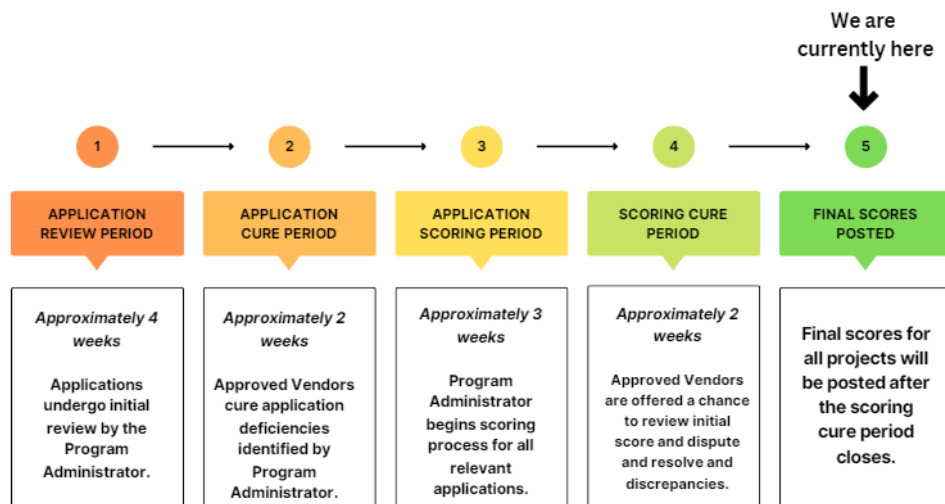 We are
currently here
1
2
3
4
5
APPLICATION
REVIEW PERIOD
APPLICATION
CURE PERIOD
APPLICATION
SCORING PERIOD
SCORING CURE
PERIOD
FINAL SCORES
POSTED
Approximately 4
weeks
Applications
undergo initial
review by the
Program
Administrator.
Approximately 2
weeks
Approved Vendors
cure application
deficiencies
identified by
Program
Administrator.
Approximately 3
weeks
Program
Administrator
begins scoring
process for all
relevant
applications.
Approximately 2
weeks
Approved Vendors
are offered a chance
to review initial
score and dispute
and resolve and
discrepancies.
Final scores for
all projects will
be posted after
the scoring
cure period
closes.